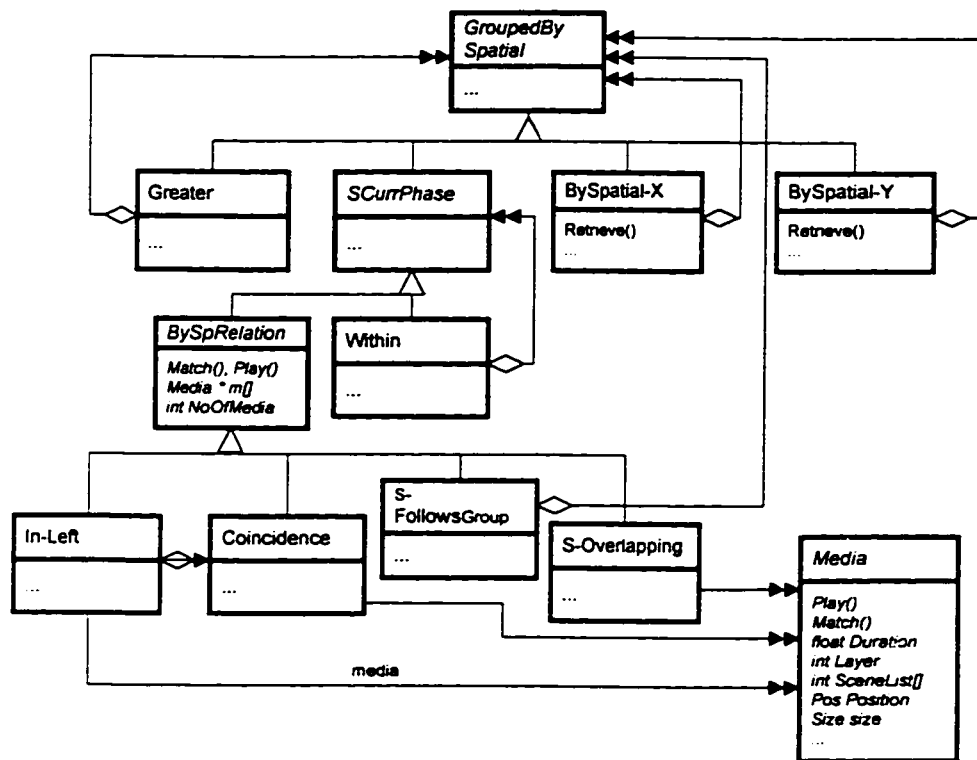 GroupedBy
Spatial
...
Greater
...
SCurrPhase
...
BySpatial-X
Retrieve()
...
BySpatial-Y
Retrieve()
...
BySpRelation
Match(), Play()
Media * m[]
int NoOfMedia
Within
...
In-Left
...
Coincidence
...
S-
FollowsGroup
...
S-Overlapping
...
Media
Play()
Match()
float Duration
int Layer
int SceneList[]
Pos Position
Size size
...
media